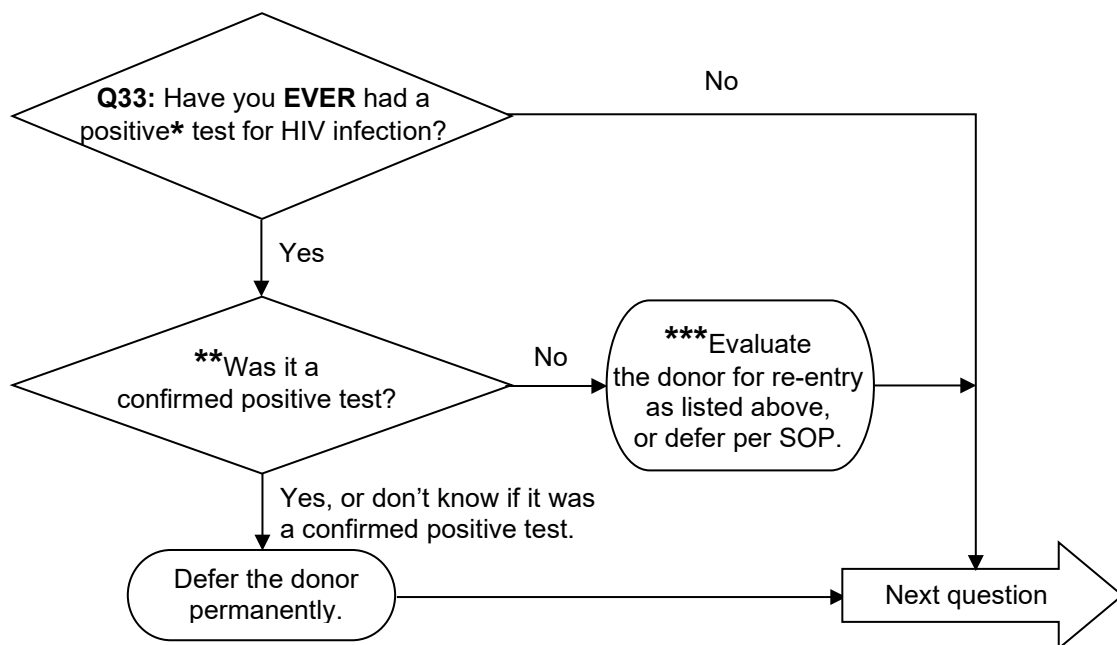 No
Q33: Have you EVER had a
positive* test for HIV infection?
Yes
**Was it a
confirmed positive test?
No
***Evaluate
the donor for re-entry
as listed above,
or defer per SOP.
Yes, or don’t know if it was
a confirmed positive test.
Defer the donor
permanently.
Next question